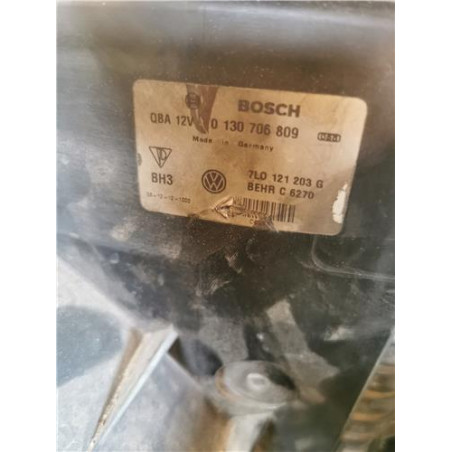 BOSCH
QBA 12V 0 130 706 809
Made in Germany
BH3
7L0 121 203 G
BEHR C 6270